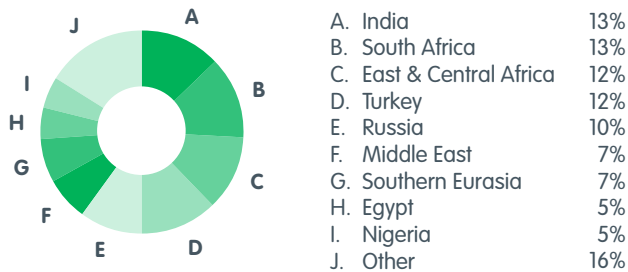 J
A
I
B
H
G
C
F
E
D
A. India 13%
B. South Africa 13%
C. East & Central Africa 12%
D. Turkey 12%
E. Russia 10%
F. Middle East 7%
G. Southern Eurasia 7%
H. Egypt 5%
I. Nigeria 5%
J. Other 16%